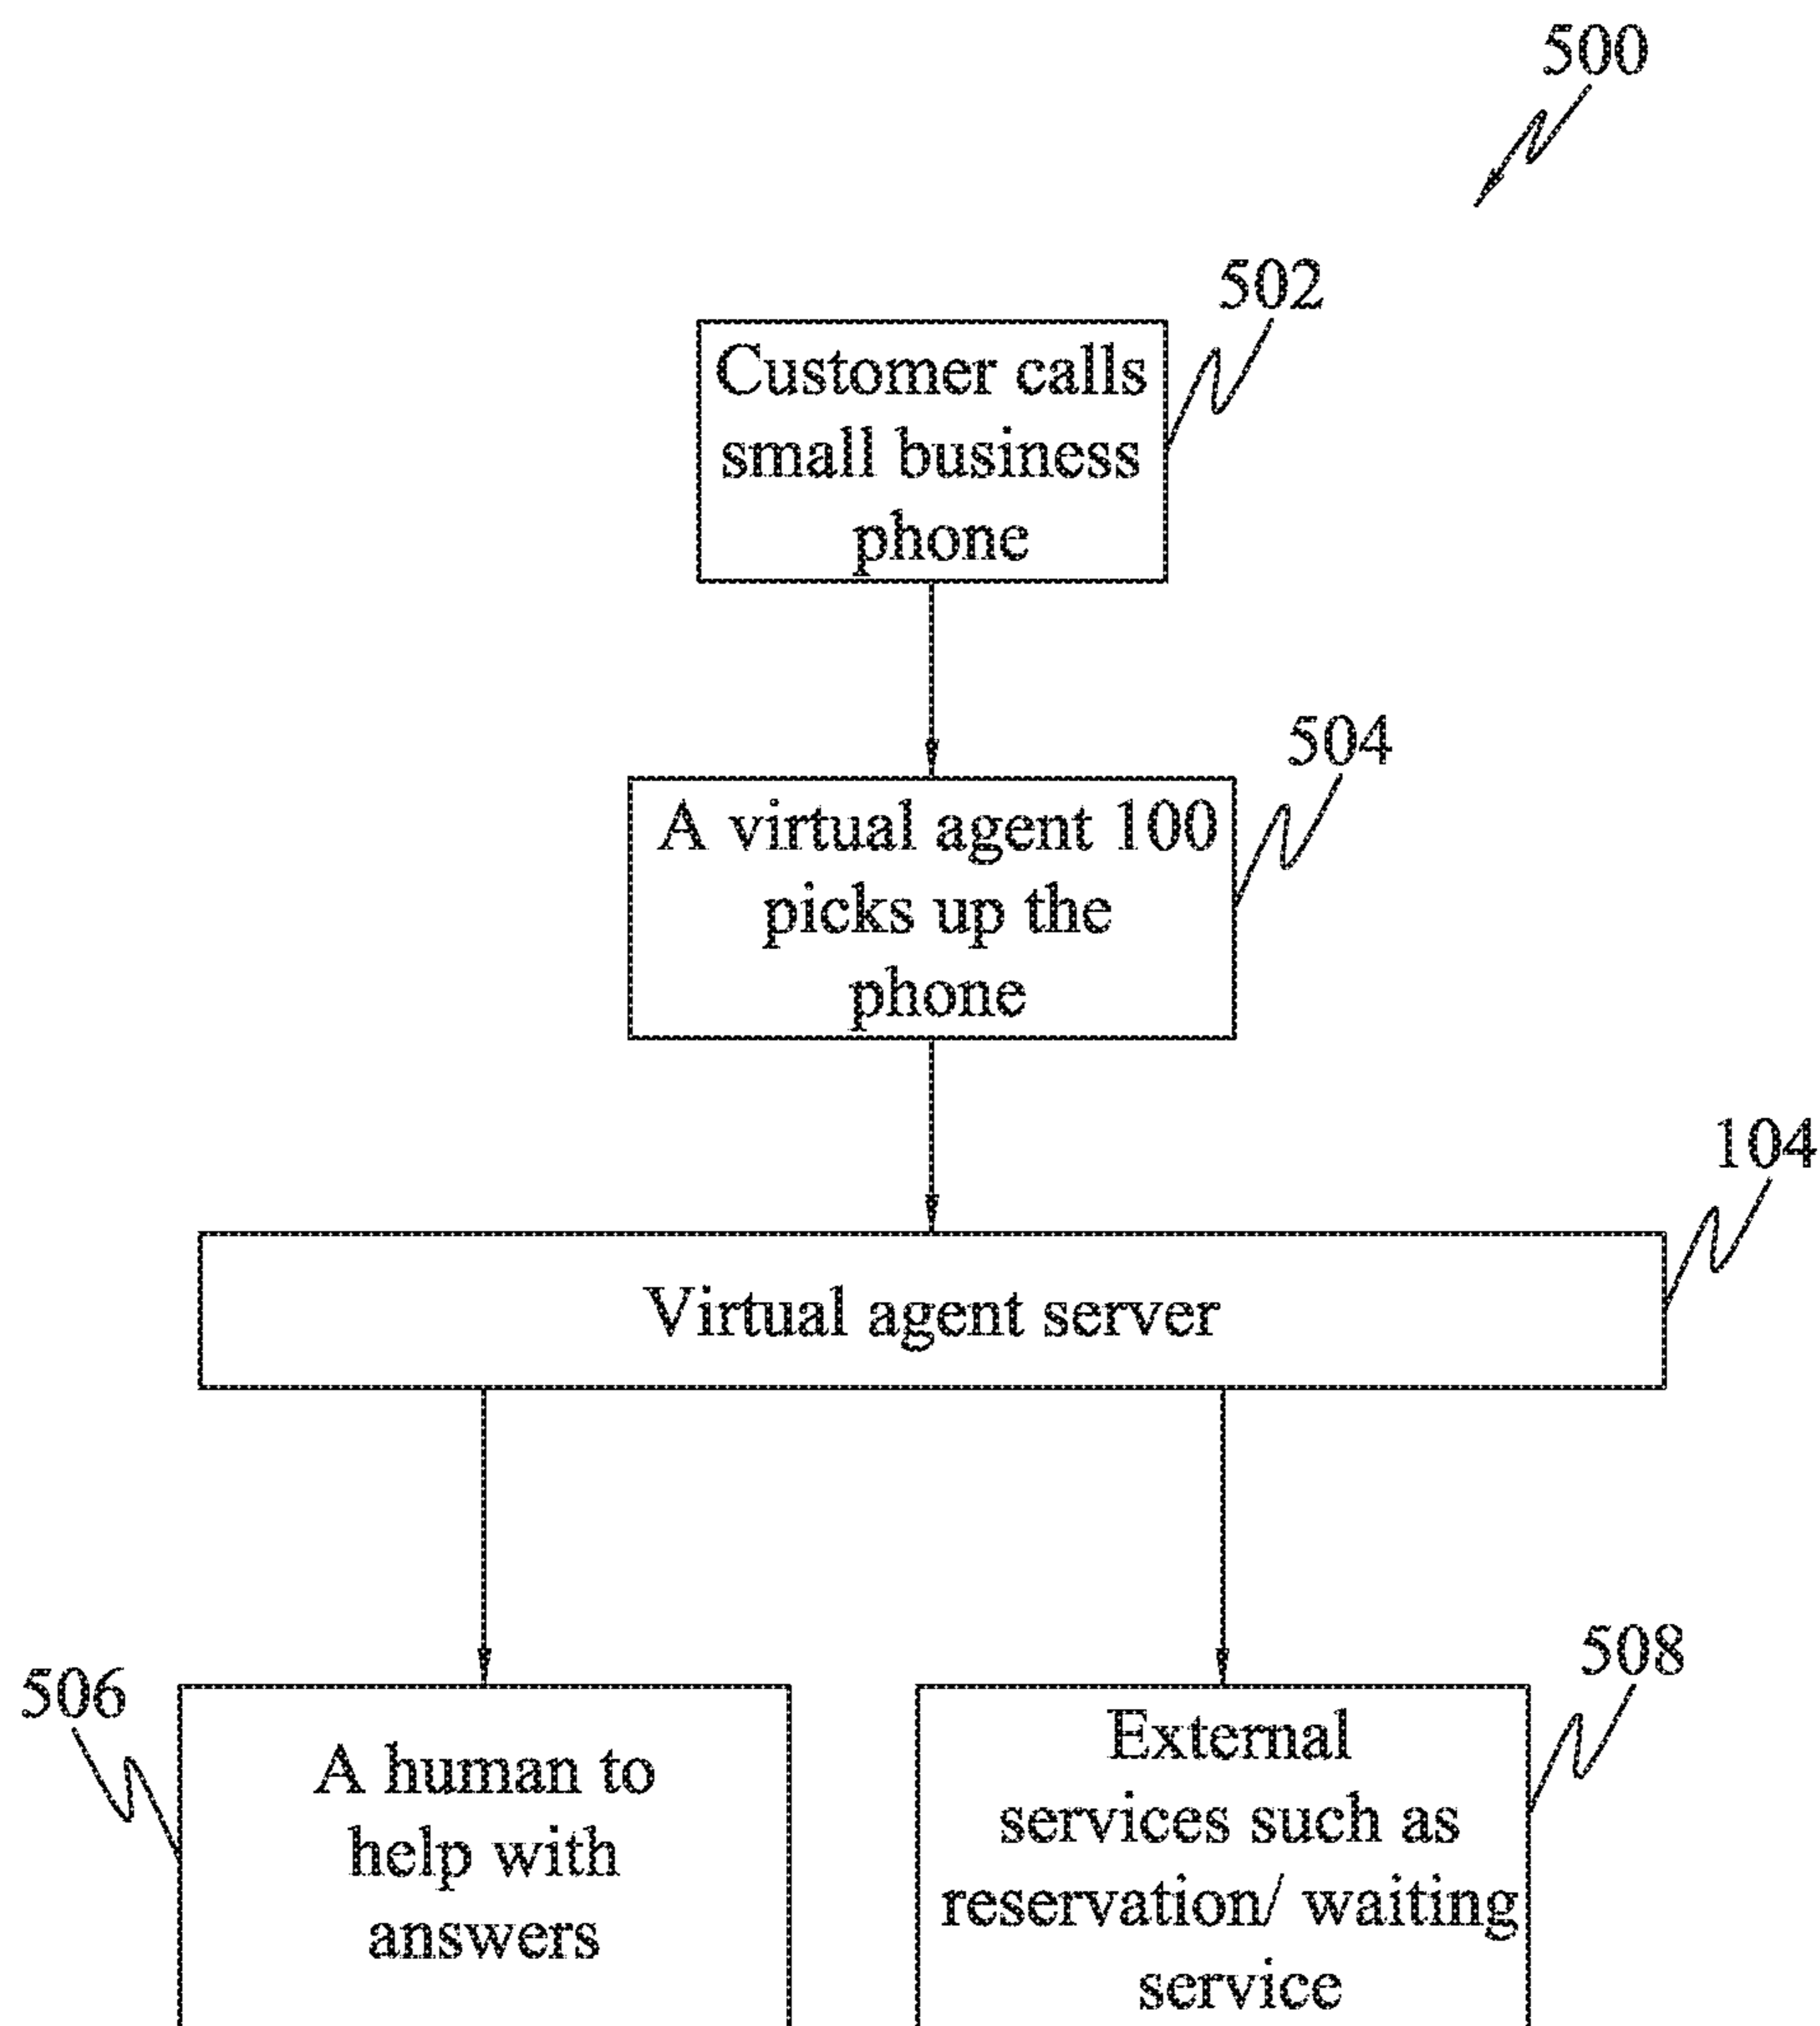 500
502
Customer calls
small business
phone
504
A virtual agent 100
picks up the
phone
104
Virtual agent server
506
A human to
help with
answers
508
External
services such as
reservation/ waiting
service